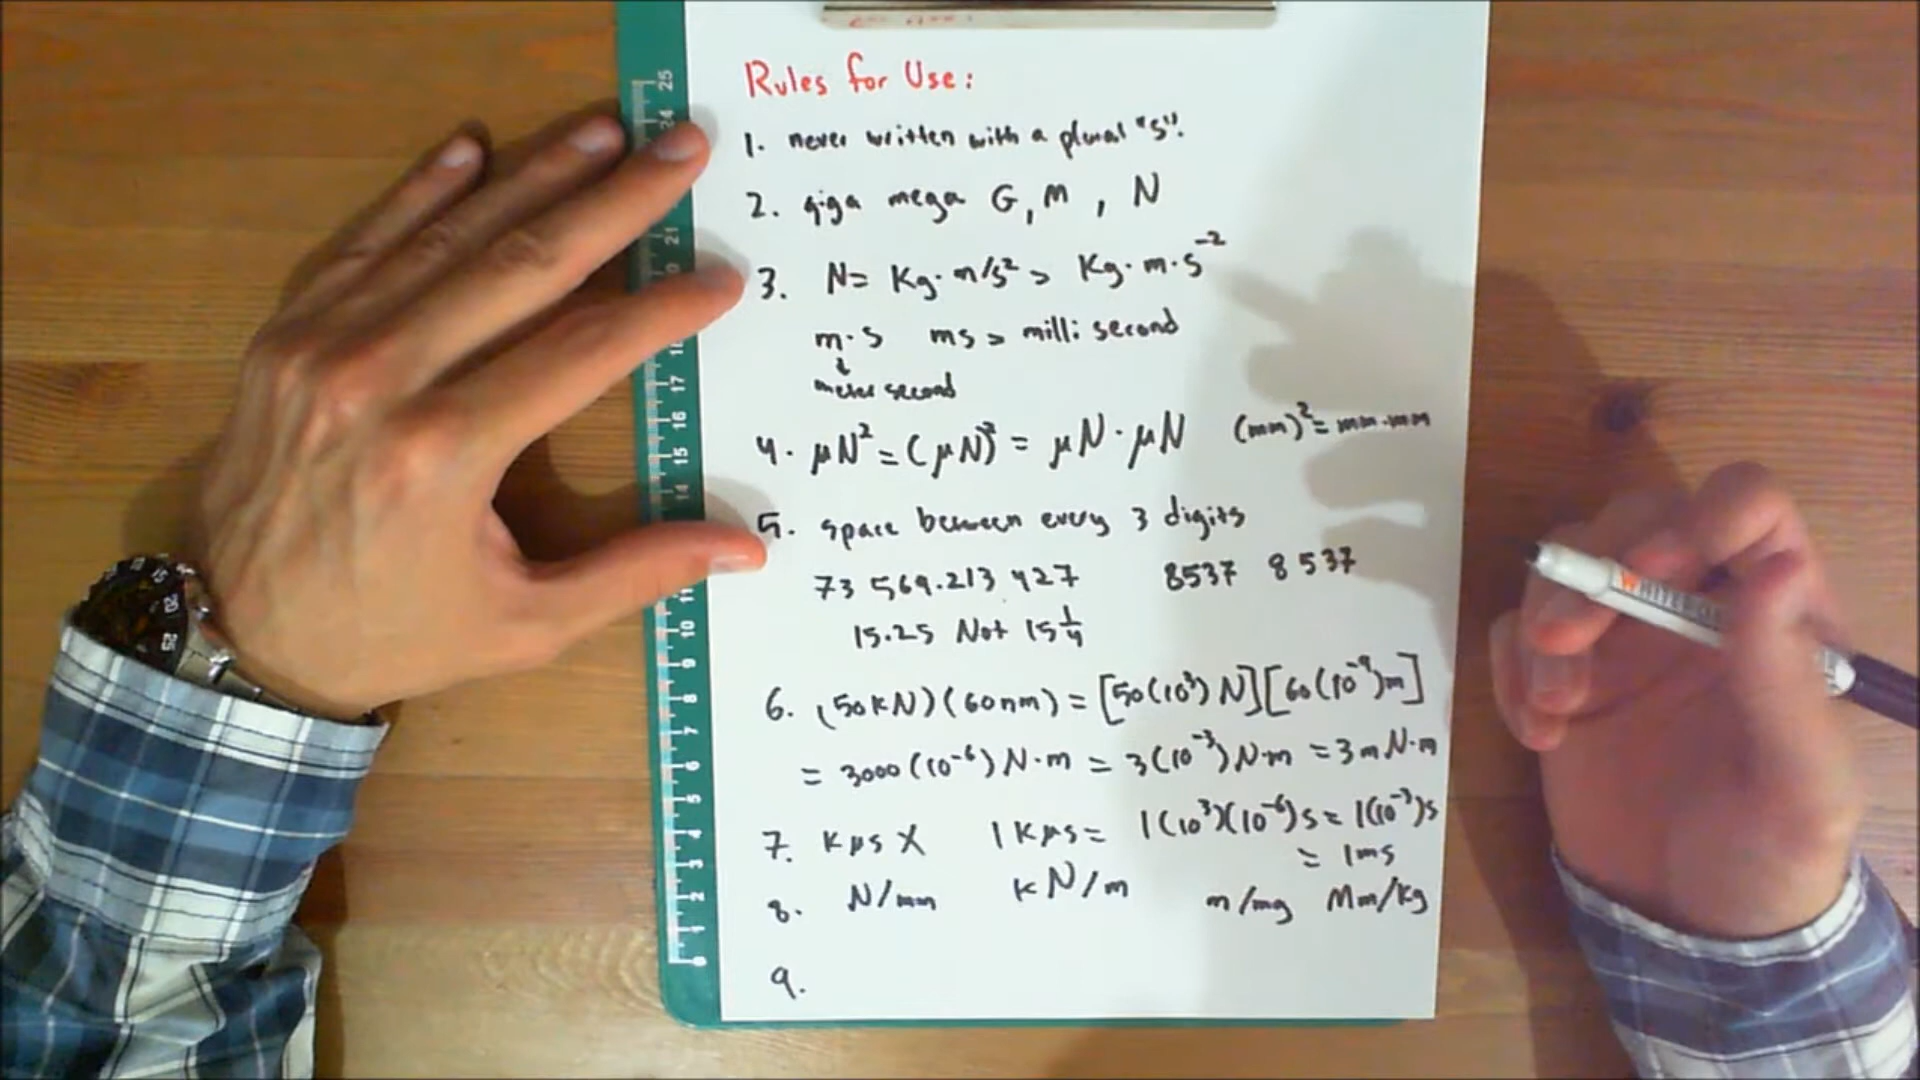 Rules for Use:
1. never written with a plural "s".
2. giga mega G, M , N
3. N= Kg·m/s² = Kg·m·s⁻²
m·s ms = milli second
meter second
4. μN² = (μN)² = μN·μN (mm)² = mm·mm
5. space between every 3 digits
73 569.213 427 8537 8 537
15.25 Not 15 1/4
6. (50kN)(60nm) = [50(10³)N][60(10⁻⁹)m]
= 3000(10⁻⁶)N·m = 3(10⁻³)N·m = 3mN·m
7. kμs X 1kμs = 1(10³)(10⁻⁶)s = 1(10⁻³)s
= 1ms
8. N/mm kN/m m/mg Mm/kg
9.